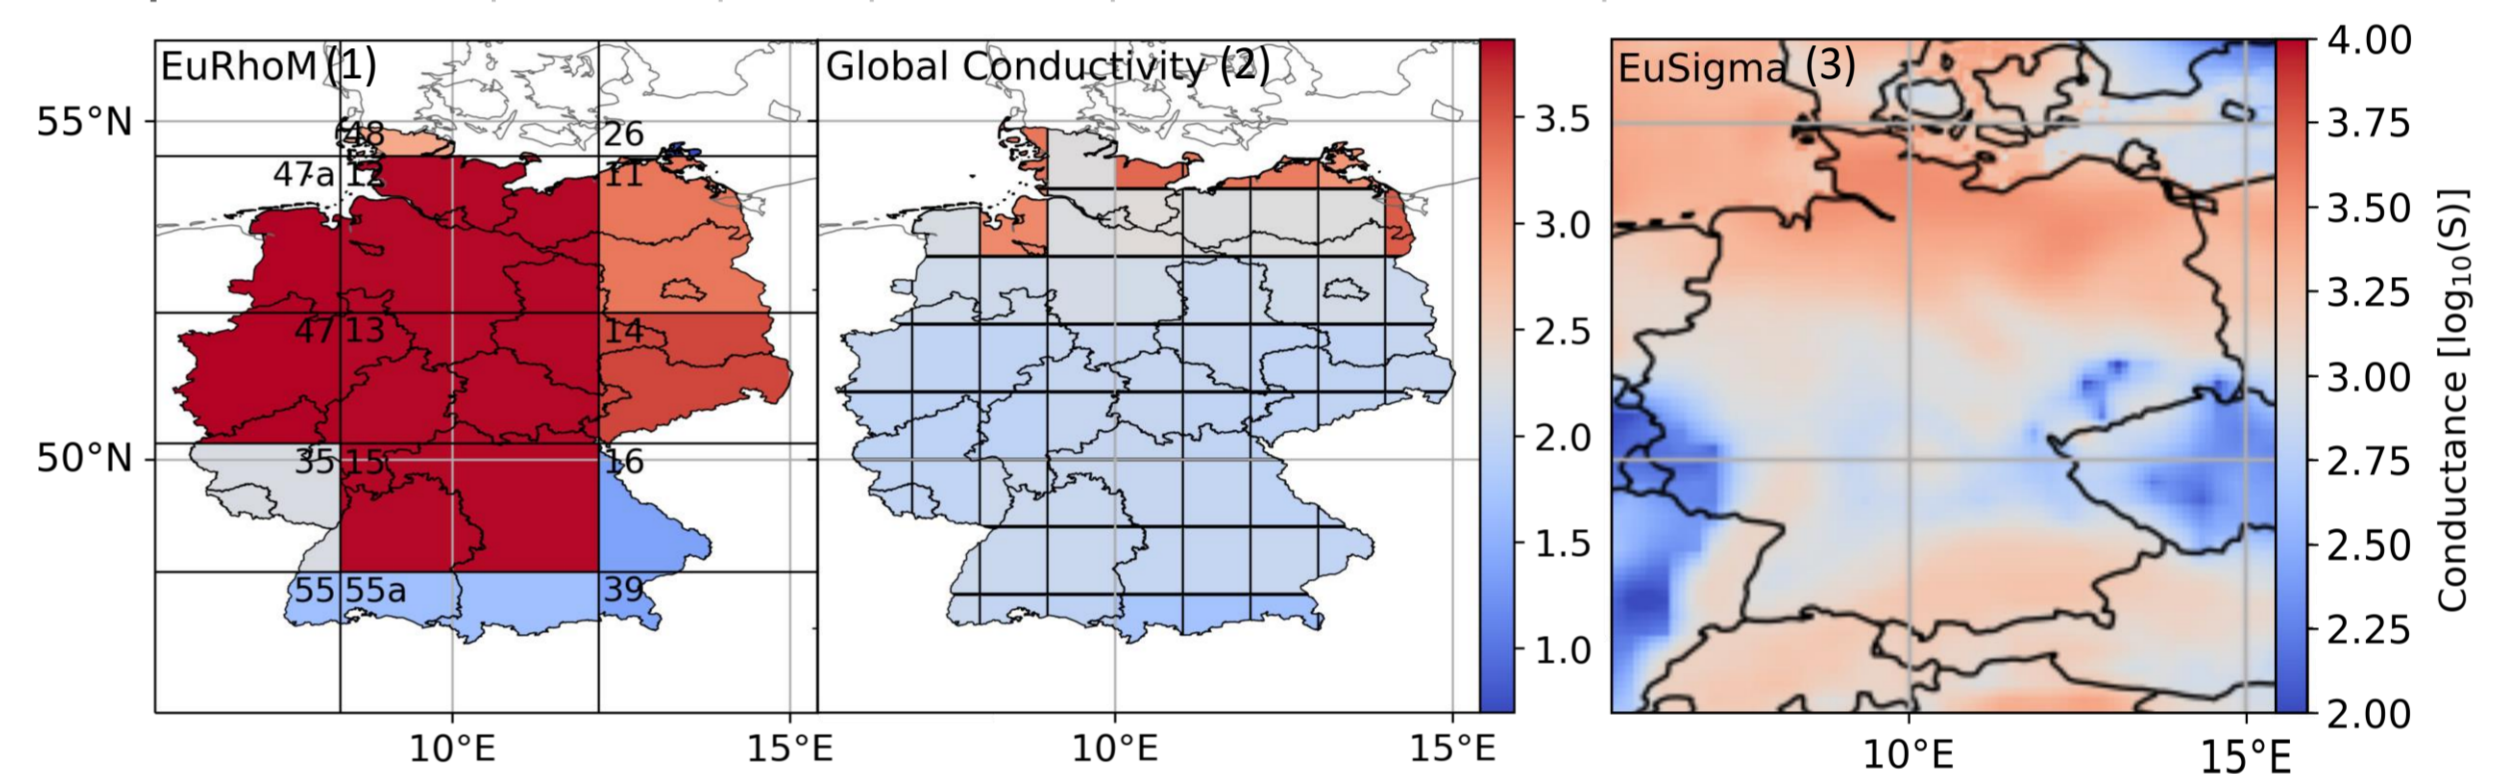 EuRhoM (1)
Global Conductivity (2)
EuSigma (3)
55°N
50°N
10°E
15°E
10°E
15°E
10°E
15°E
48
26
47a
12
11
47
13
14
35
15
16
55
55a
39
3.5
3.0
2.5
2.0
1.5
1.0
4.00
3.75
3.50
3.25
3.00
2.75
2.50
2.25
2.00
Conductance [log10(S)]